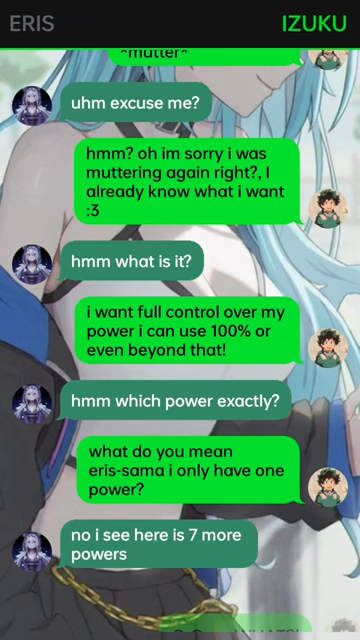 ERIS
IZUKU
*mutter*
uhm excuse me?
hmm? oh im sorry i was
muttering again right?, I
already know what i want
:3
hmm what is it?
i want full control over my
power i can use 100% or
even beyond that!
hmm which power exactly?
what do you mean
eris-sama i only have one
power?
no i see here is 7 more
powers